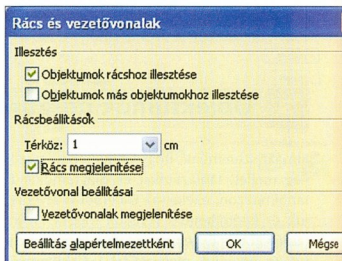 Rács és vezetővonalak
Illesztés
Objektumok rácshoz illesztése
Objektumok más objektumokhoz illesztése
Rácsbeállítások
Térköz: 1 cm
Rács megjelenítése
Vezetővonal beállításai
Vezetővonalak megjelenítése
Beállítás alapértelmezettként OK Mégse